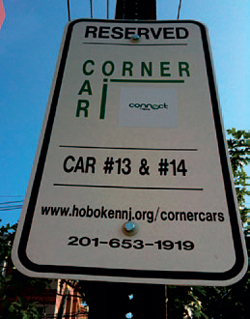 RESERVED
CORNER
CAR
connect
CAR #13 & #14
www.hobokennj.org/cornercars
201-653-1919